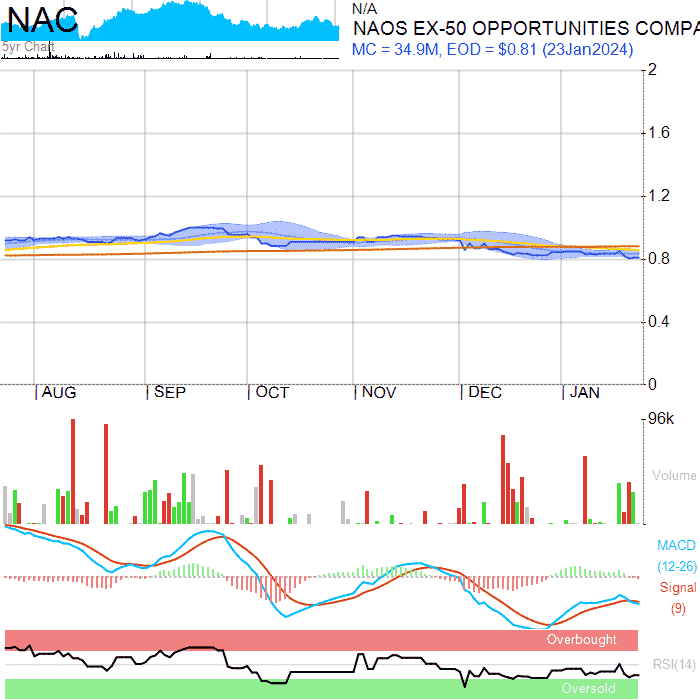 NAC
5yr Chart
N/A
NAOS EX-50 OPPORTUNITIES COMPA
MC = 34.9M, EOD = $0.81 (23Jan2024)
2
1.6
1.2
0.8
0.4
0
AUG SEP OCT NOV DEC JAN
96k
Volume
MACD
(12-26)
Signal
(9)
Overbought
RSI(14)
Oversold